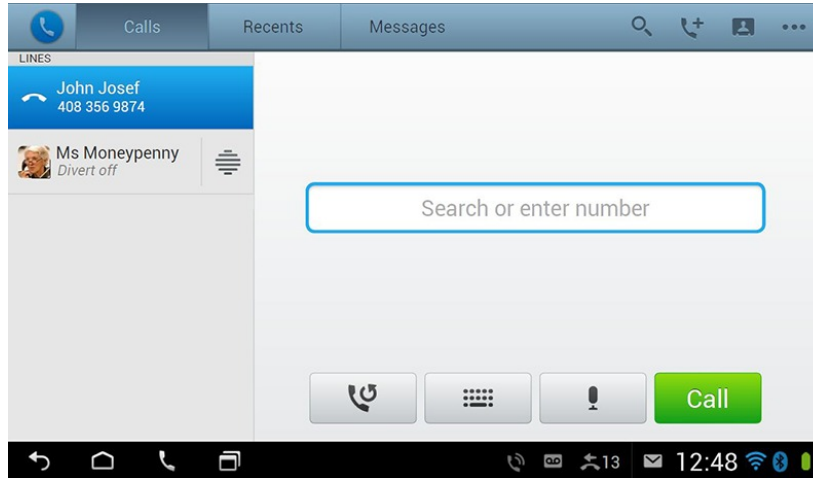 Calls Recents Messages
LINES
John Josef
408 356 9874
Ms Moneypenny
Divert off
Search or enter number
Call
13 12:48